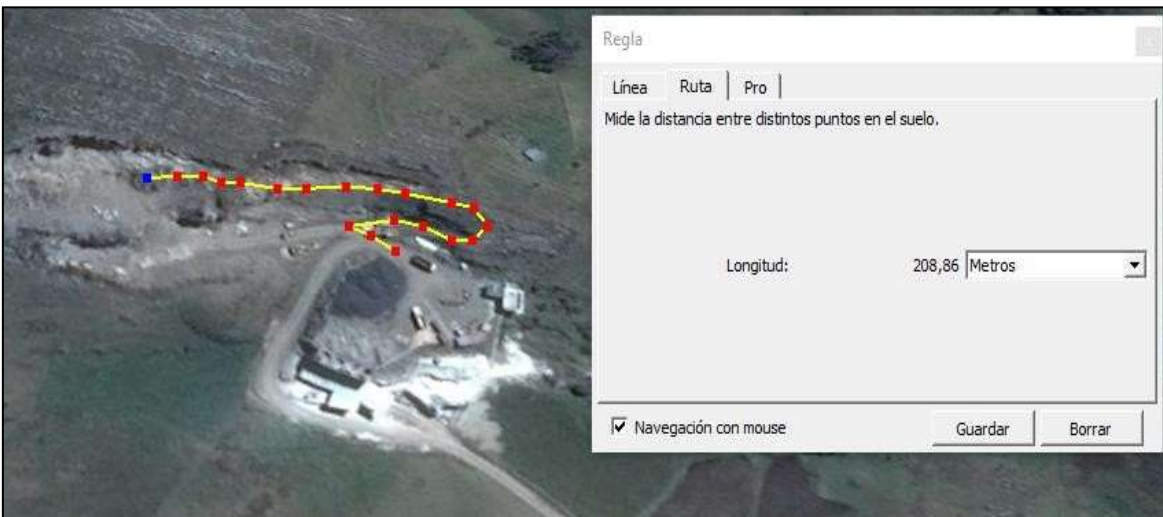 Regla
Línea
Ruta
Pro
Mide la distancia entre distintos puntos en el suelo.
Longitud:
208,86
Metros
Navegación con mouse
Guardar
Borrar